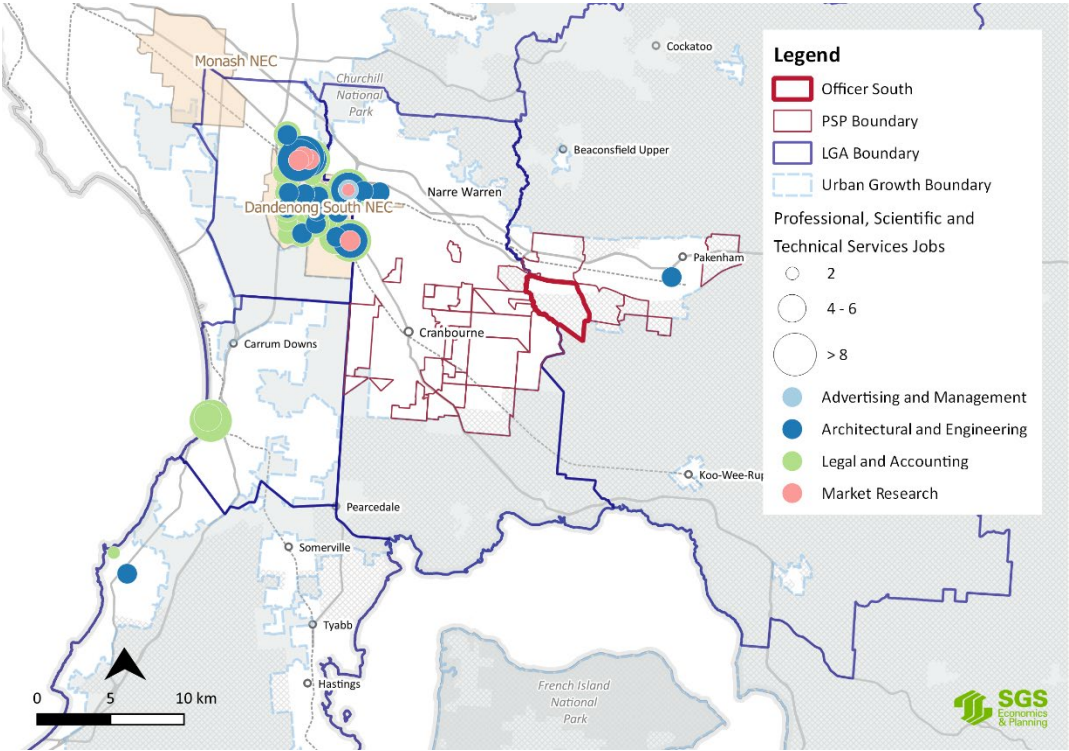 Monash NEC
Churchill
National
Park
Cockatoo
Beaconsfield Upper
Narre Warren
Dandenong South NEC
Pakenham
Cranbourne
Carrum Downs
Koo-Wee-Rup
Pearcedale
Somerville
Tyabb
Hastings
French Island
National
Park
0 5 10 km
Legend
Officer South
PSP Boundary
LGA Boundary
Urban Growth Boundary
Professional, Scientific and
Technical Services Jobs
2
4 - 6
> 8
Advertising and Management
Architectural and Engineering
Legal and Accounting
Market Research
SGS
Economics
& Planning